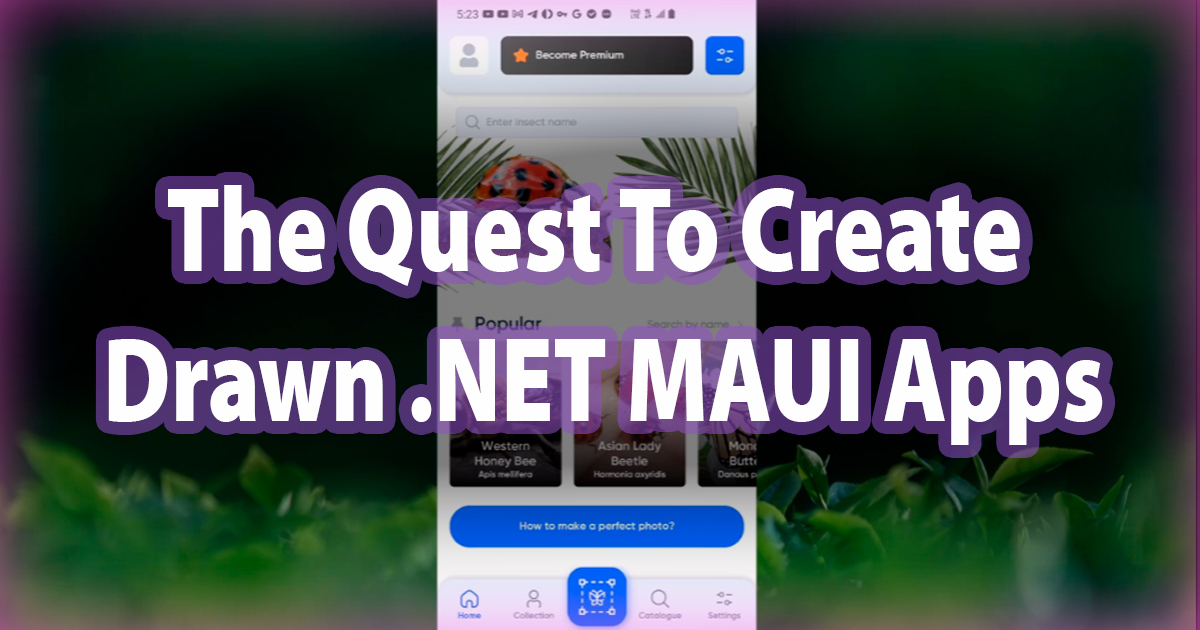 5:23
Become Premium
Enter insect name
The Quest To Create
Popular
Search by name
Drawn .NET MAUI Apps
Western
Honey Bee
Apis mellifera
Asian Lady
Beetle
Harmonia axyridis
How to make a perfect photo?
Home
Collection
Catalogue
Settings